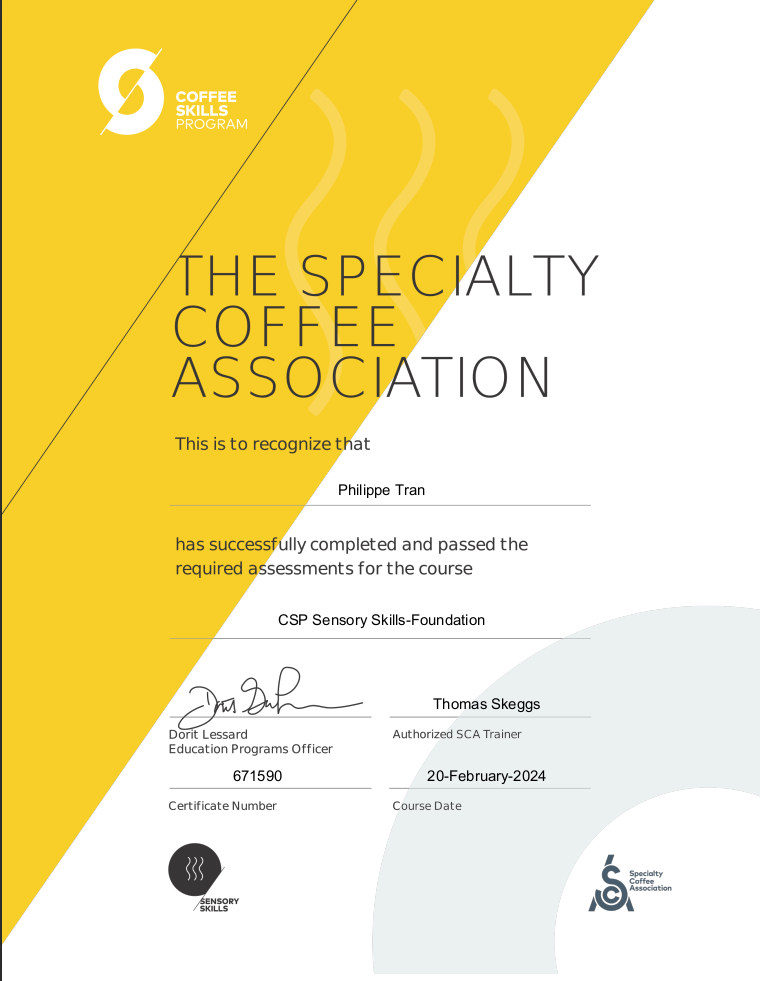 COFFEE
SKILLS
PROGRAM
THE SPECIALTY
COFFEE
ASSOCIATION
This is to recognize that
Philippe Tran
has successfully completed and passed the
required assessments for the course
CSP Sensory Skills-Foundation
Thomas Skeggs
Dorit Lessard
Education Programs Officer
Authorized SCA Trainer
671590
20-February-2024
Certificate Number
Course Date
SENSORY
SKILLS
SCA
Specialty
Coffee
Association